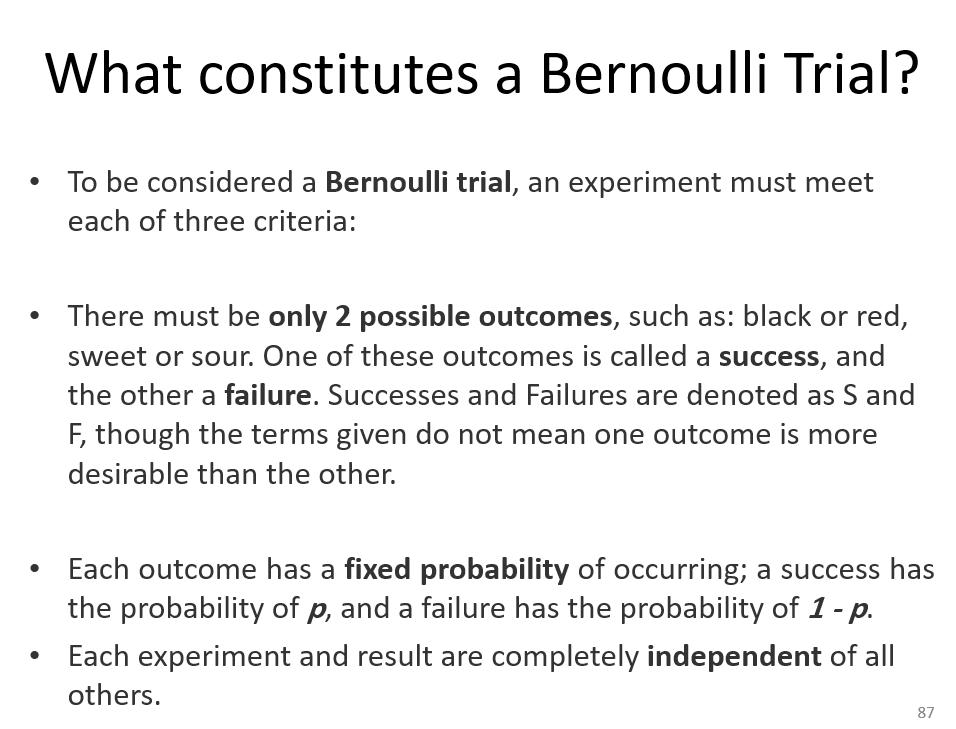 What constitutes a Bernoulli Trial?
• To be considered a Bernoulli trial, an experiment must meet
each of three criteria:
• There must be only 2 possible outcomes, such as: black or red,
sweet or sour. One of these outcomes is called a success, and
the other a failure. Successes and Failures are denoted as S and
F, though the terms given do not mean one outcome is more
desirable than the other.
• Each outcome has a fixed probability of occurring; a success has
the probability of p, and a failure has the probability of 1 - p.
• Each experiment and result are completely independent of all
others.
87